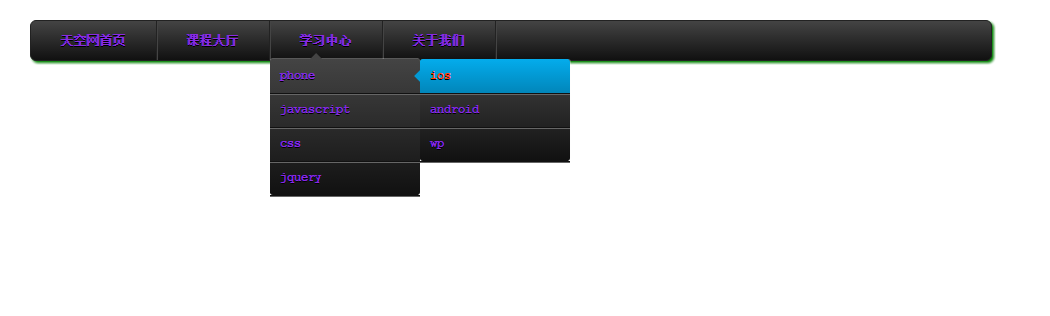 天空网首页 课程大厅 学习中心 关于我们
phone ios
javascript android
css wp
jquery